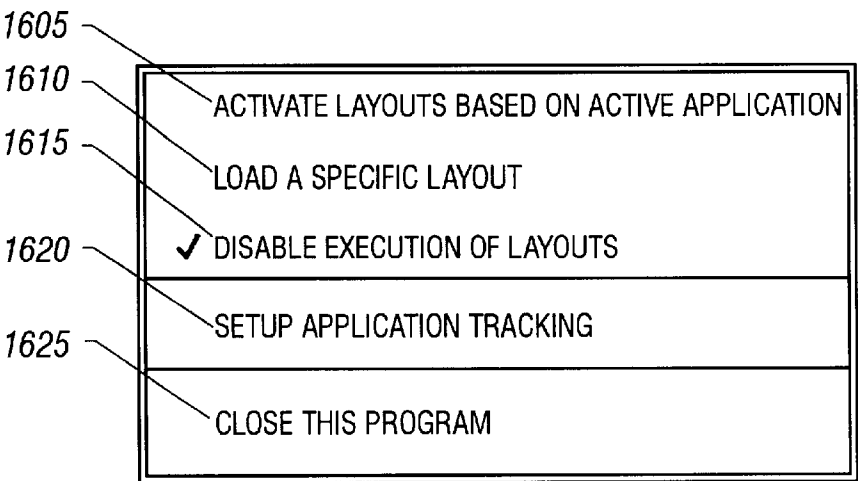 1605
1610
1615
1620
1625
ACTIVATE LAYOUTS BASED ON ACTIVE APPLICATION
LOAD A SPECIFIC LAYOUT
✓ DISABLE EXECUTION OF LAYOUTS
SETUP APPLICATION TRACKING
CLOSE THIS PROGRAM